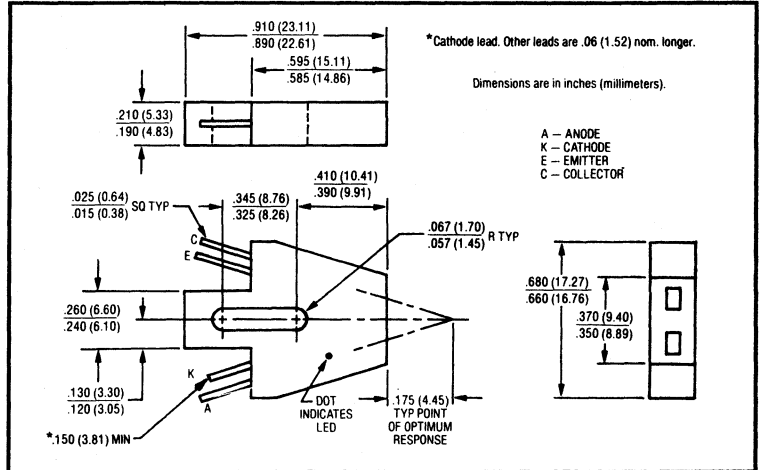 .910 (23.11)
.890 (22.61)
*Cathode lead. Other leads are .06 (1.52) nom. longer.
.595 (15.11)
.585 (14.86)
Dimensions are in inches (millimeters).
.210 (5.33)
.190 (4.83)
A – ANODE
K – CATHODE
E – EMITTER
C – COLLECTOR
.410 (10.41)
.390 (9.91)
.025 (0.64)
.015 (0.38) SQ TYP
.345 (8.76)
.325 (8.26)
.067 (1.70)
.057 (1.45) R TYP
C
E
.680 (17.27)
.660 (16.76)
.370 (9.40)
.350 (8.89)
.260 (6.60)
.240 (6.10)
K
A
.130 (3.30)
.120 (3.05)
*.150 (3.81) MIN
DOT
INDICATES
LED
.175 (4.45)
TYP POINT
OF OPTIMUM
RESPONSE